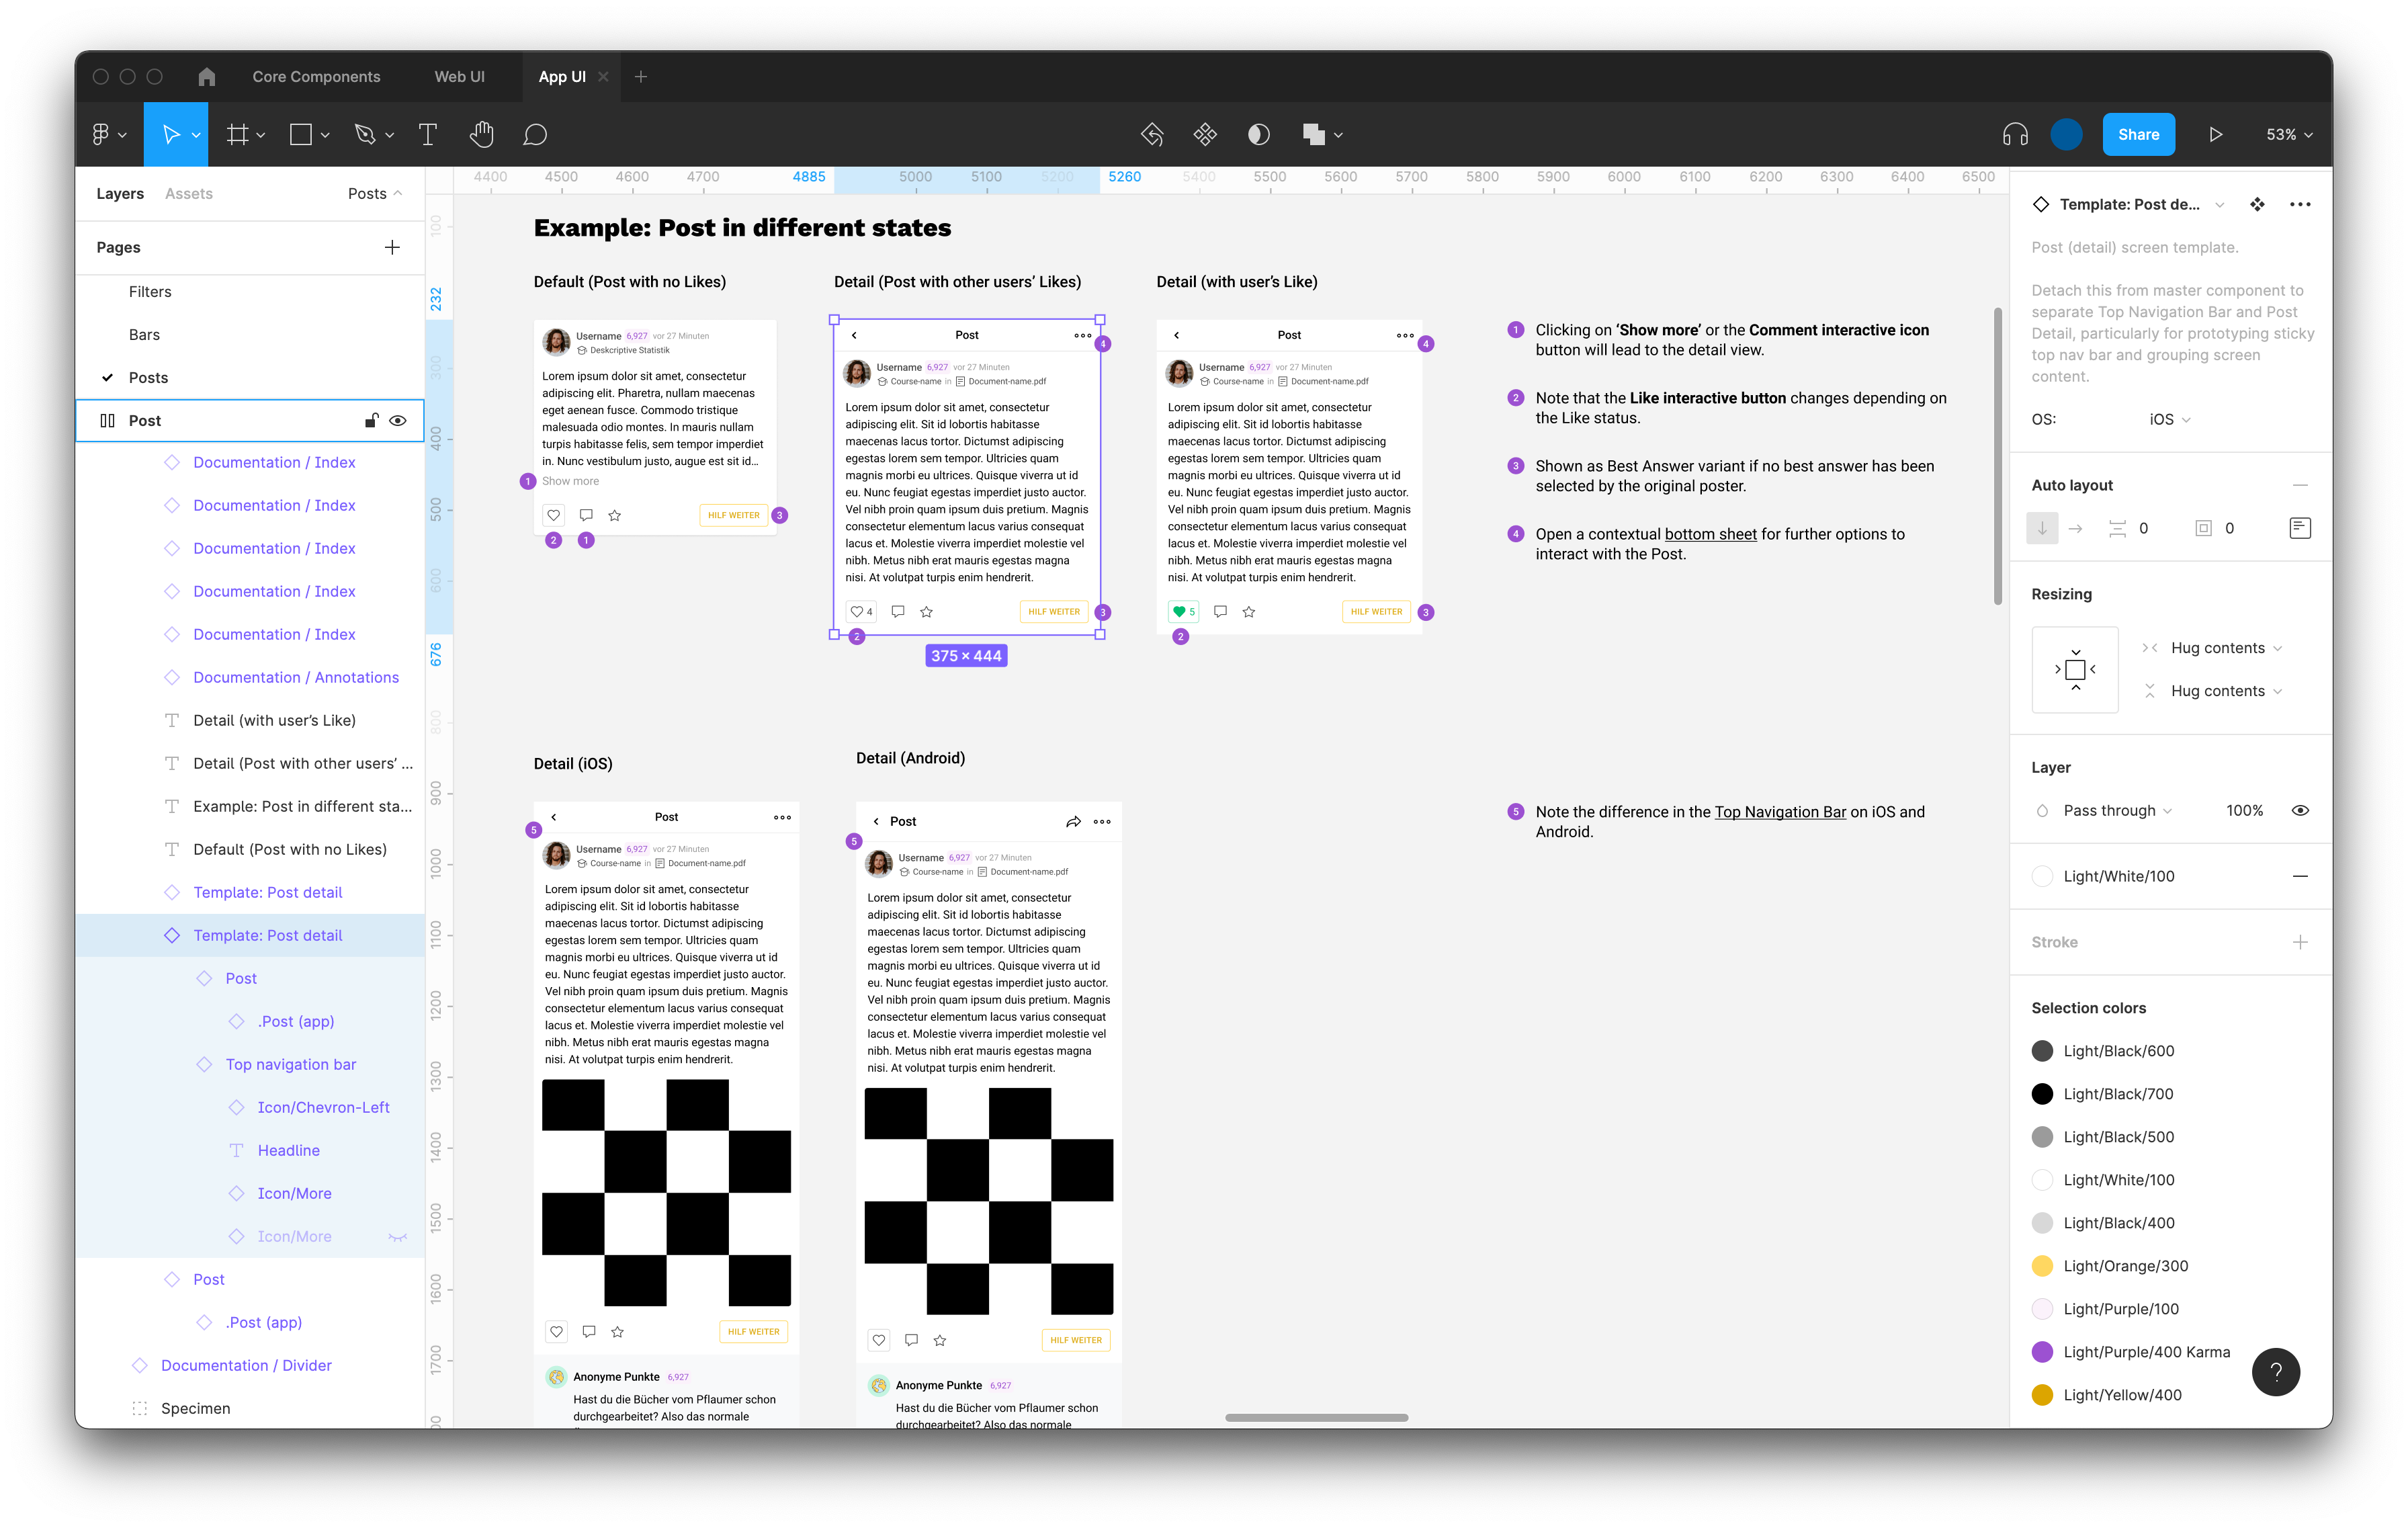 Core Components
Web UI
App UI
Share
53%
Layers
Assets
Posts
Pages
Filters
Bars
Posts
Post
Documentation / Index
Documentation / Index
Documentation / Index
Documentation / Index
Documentation / Index
Documentation / Annotations
Detail (with user’s Like)
Detail (Post with other users’ ...
Example: Post in different sta...
Default (Post with no Likes)
Template: Post detail
Template: Post detail
Post
.Post (app)
Top navigation bar
Icon/Chevron-Left
Headline
Icon/More
Icon/More
Post
.Post (app)
Documentation / Divider
Specimen
4400 4500 4600 4700 4885 5000 5100 5200 5260 5400 5500 5600 5700 5800 5900 6000 6100 6200 6300 6400 6500
100
232
300
400
500
600
676
800
900
1000
1100
1200
1300
1400
1500
1600
1700
Example: Post in different states
Default (Post with no Likes)
Username 6,927 vor 27 Minuten
Deskcriptive Statistik
Lorem ipsum dolor sit amet, consectetur
adipiscing elit. Pharetra, nullam maecenas
eget aenean fusce. Commodo tristique
malesuada odio montes. In mauris nullam
turpis habitasse felis, sem tempor imperdiet
in. Nunc vestibulum justo, augue est sit id...
1
Show more
HILF WEITER
3
2
1
Detail (Post with other users’ Likes)
Post
4
Username 6,927 vor 27 Minuten
Course-name in Document-name.pdf
Lorem ipsum dolor sit amet, consectetur
adipiscing elit. Sit id lobortis habitasse
maecenas lacus tortor. Dictumst adipiscing
egestas lorem sem tempor. Ultricies quam
magnis morbi eu ultrices. Quisque viverra ut id
eu. Nunc feugiat egestas imperdiet justo auctor.
Vel nibh proin quam ipsum duis pretium. Magnis
consectetur elementum lacus varius consequat
lacus et. Molestie viverra imperdiet molestie vel
nibh. Metus nibh erat mauris egestas magna
nisi. At volutpat turpis enim hendrerit.
4
HILF WEITER
3
2
375 × 444
Detail (with user’s Like)
Post
4
Username 6,927 vor 27 Minuten
Course-name in Document-name.pdf
Lorem ipsum dolor sit amet, consectetur
adipiscing elit. Sit id lobortis habitasse
maecenas lacus tortor. Dictumst adipiscing
egestas lorem sem tempor. Ultricies quam
magnis morbi eu ultrices. Quisque viverra ut id
eu. Nunc feugiat egestas imperdiet justo auctor.
Vel nibh proin quam ipsum duis pretium. Magnis
consectetur elementum lacus varius consequat
lacus et. Molestie viverra imperdiet molestie vel
nibh. Metus nibh erat mauris egestas magna
nisi. At volutpat turpis enim hendrerit.
5
HILF WEITER
3
2
1 Clicking on ‘Show more’ or the Comment interactive icon
button will lead to the detail view.
2 Note that the Like interactive button changes depending on
the Like status.
3 Shown as Best Answer variant if no best answer has been
selected by the original poster.
4 Open a contextual bottom sheet for further options to
interact with the Post.
Detail (iOS)
Post
5
Username 6,927 vor 27 Minuten
Course-name in Document-name.pdf
Lorem ipsum dolor sit amet, consectetur
adipiscing elit. Sit id lobortis habitasse
maecenas lacus tortor. Dictumst adipiscing
egestas lorem sem tempor. Ultricies quam
magnis morbi eu ultrices. Quisque viverra ut id
eu. Nunc feugiat egestas imperdiet justo auctor.
Vel nibh proin quam ipsum duis pretium. Magnis
consectetur elementum lacus varius consequat
lacus et. Molestie viverra imperdiet molestie vel
nibh. Metus nibh erat mauris egestas magna
nisi. At volutpat turpis enim hendrerit.
HILF WEITER
Anonyme Punkte 6,927
Hast du die Bücher vom Pflaumer schon
durchgearbeitet? Also das normale
Detail (Android)
Post
5
Username 6,927 vor 27 Minuten
Course-name in Document-name.pdf
Lorem ipsum dolor sit amet, consectetur
adipiscing elit. Sit id lobortis habitasse
maecenas lacus tortor. Dictumst adipiscing
egestas lorem sem tempor. Ultricies quam
magnis morbi eu ultrices. Quisque viverra ut id
eu. Nunc feugiat egestas imperdiet justo auctor.
Vel nibh proin quam ipsum duis pretium. Magnis
consectetur elementum lacus varius consequat
lacus et. Molestie viverra imperdiet molestie vel
nibh. Metus nibh erat mauris egestas magna
nisi. At volutpat turpis enim hendrerit.
HILF WEITER
Anonyme Punkte 6,927
Hast du die Bücher vom Pflaumer schon
durchgearbeitet? Also das normale
5 Note the difference in the Top Navigation Bar on iOS and
Android.
Template: Post de...
Post (detail) screen template.
Detach this from master component to
separate Top Navigation Bar and Post
Detail, particularly for prototyping sticky
top nav bar and grouping screen
content.
OS: iOS
Auto layout
0
0
Resizing
Hug contents
Hug contents
Layer
Pass through 100%
Light/White/100
Stroke
Selection colors
Light/Black/600
Light/Black/700
Light/Black/500
Light/White/100
Light/Black/400
Light/Orange/300
Light/Purple/100
Light/Purple/400 Karma
Light/Yellow/400
?